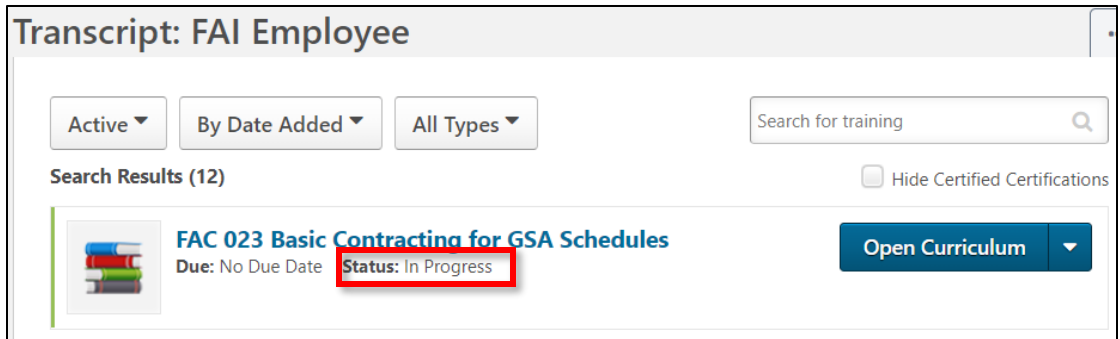 Transcript: FAI Employee
Active By Date Added All Types Search for training
Search Results (12) Hide Certified Certifications
FAC 023 Basic Contracting for GSA Schedules Open Curriculum
Due: No Due Date Status: In Progress